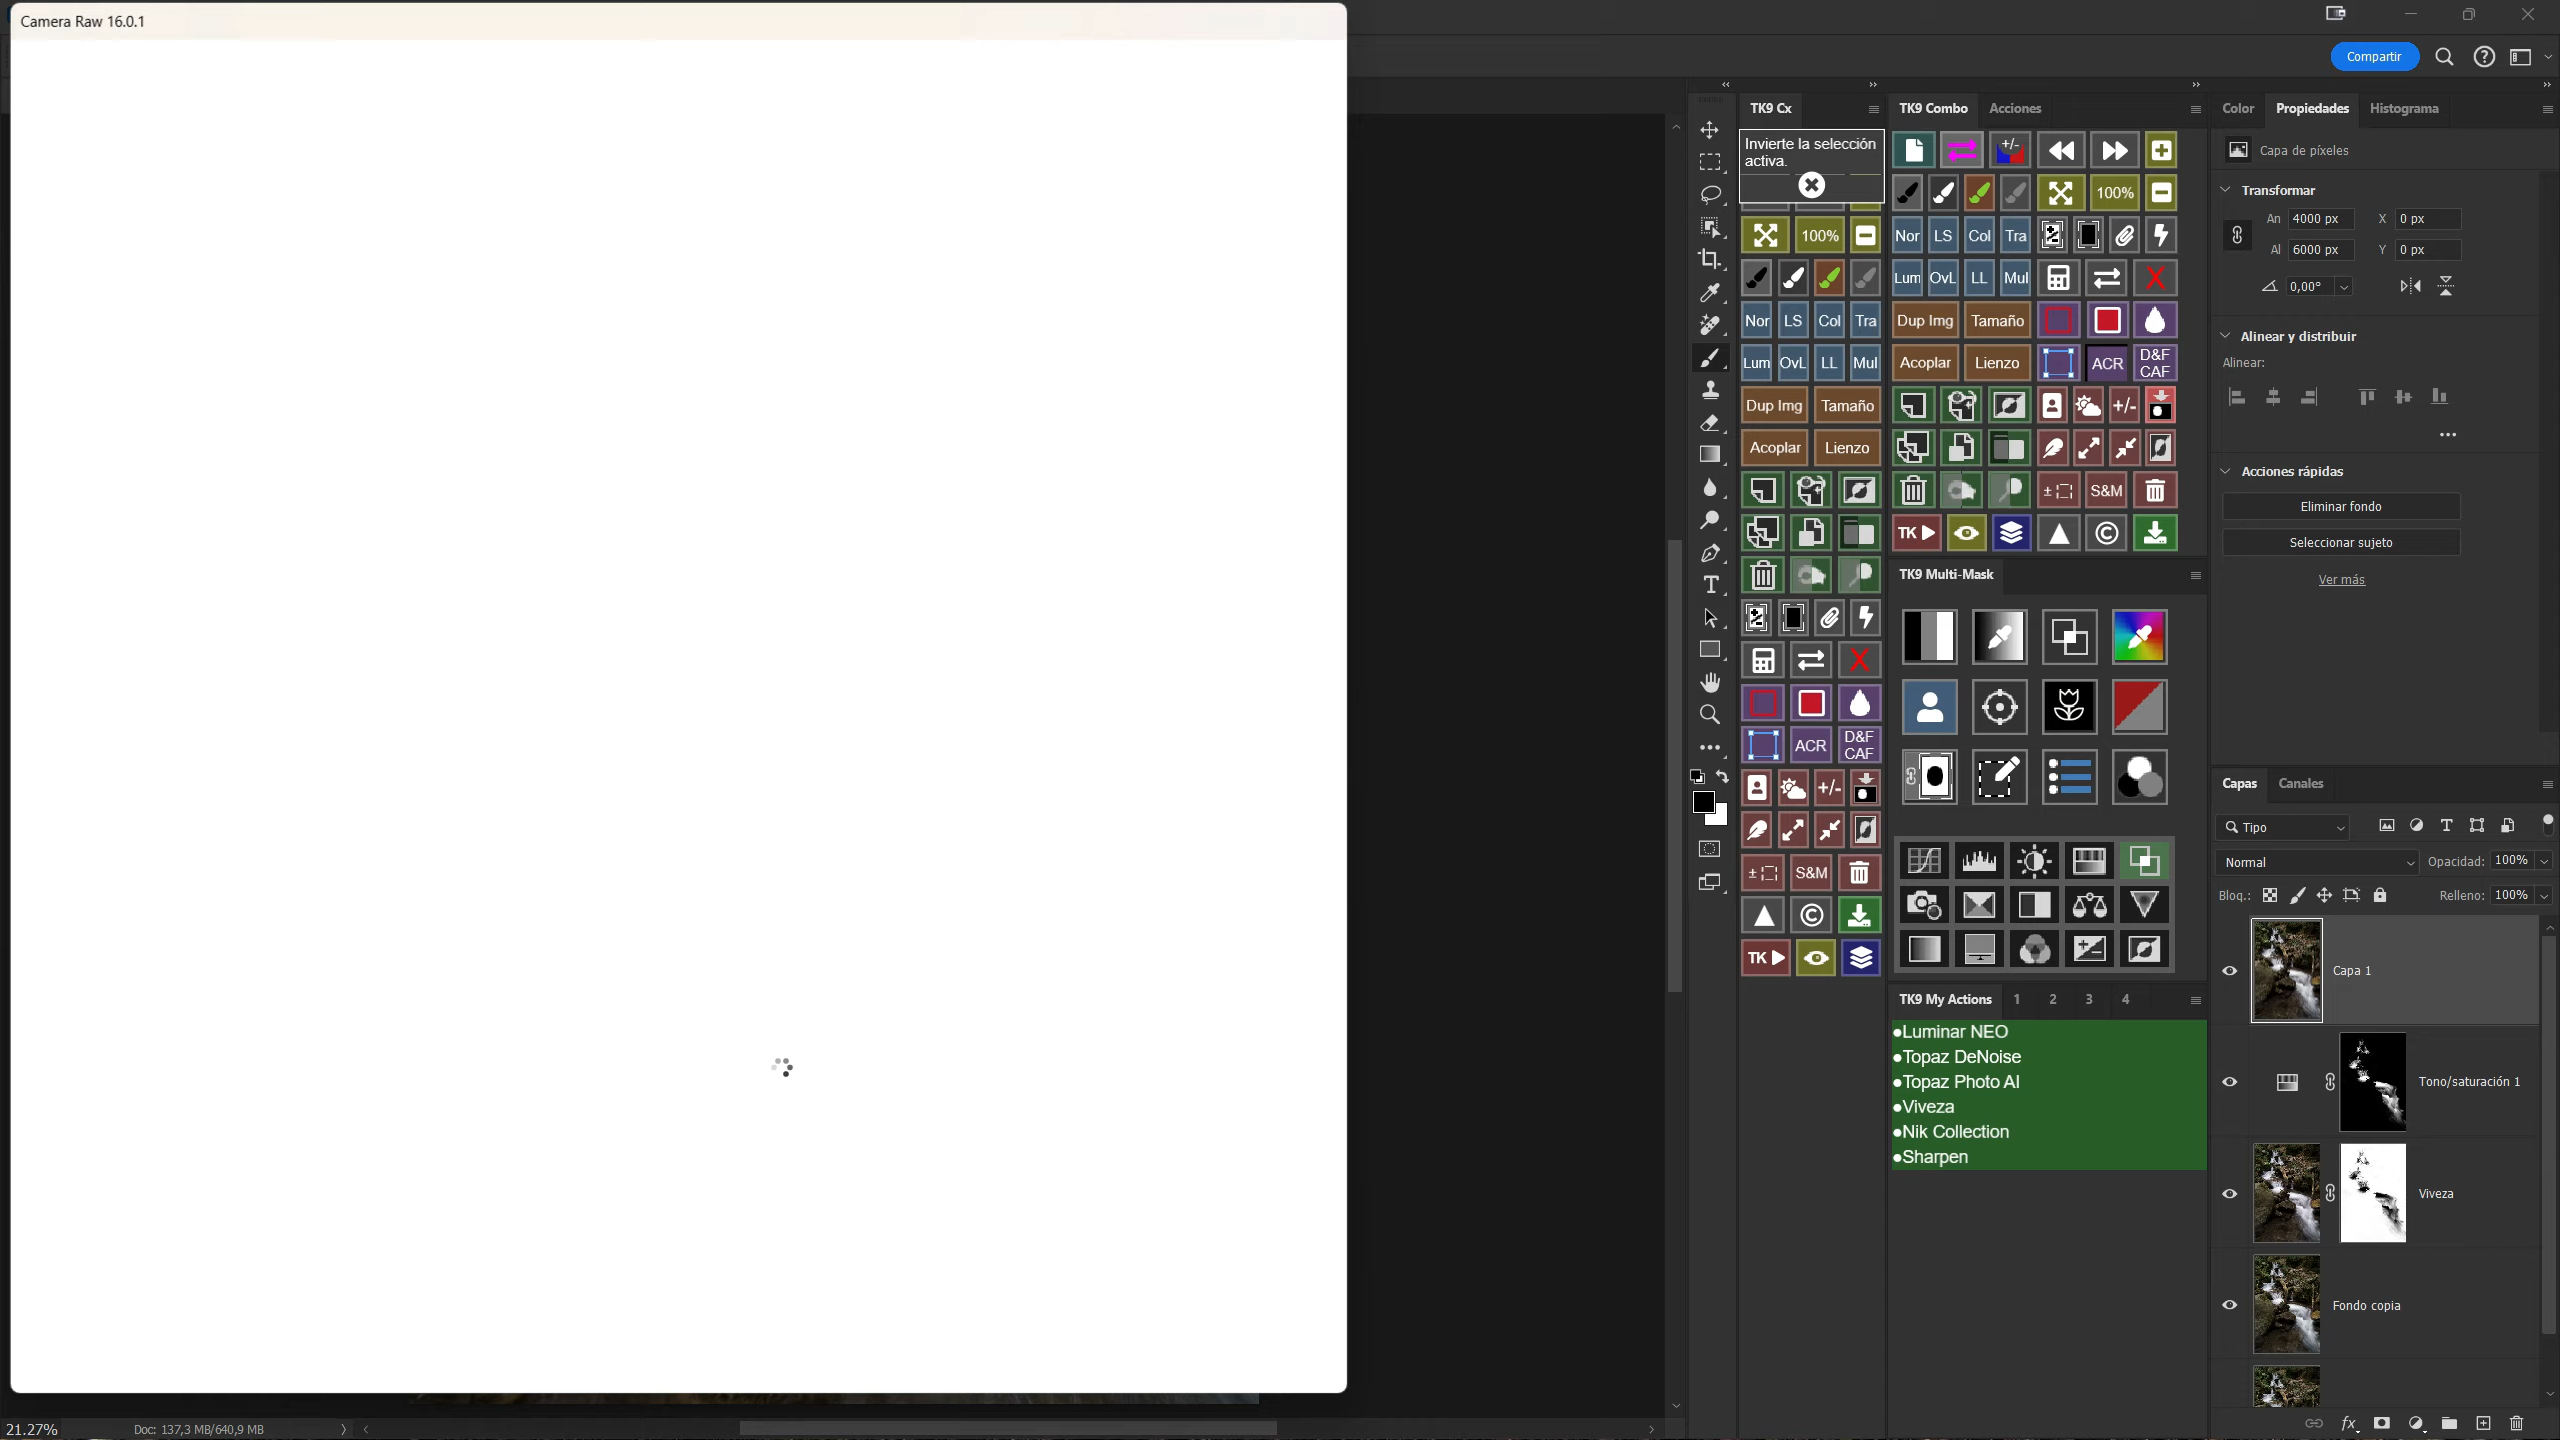 Camera Raw 16.0.1
Compartir
TK9 Cx
Invierte la selección
activa.
100%
Nor LS Col Tra
Lum OvL LL Mul
Dup Img Tamaño
Acoplar Lienzo
ACR D&F
CAF
+/-
± S&M
©
TK
TK9 Combo Acciones
+/-
100%
Nor LS Col Tra
Lum OvL LL Mul X
Dup Img Tamaño
Acoplar Lienzo ACR D&F
CAF
+/-
± S&M
TK ©
TK9 Multi-Mask
TK9 My Actions 1 2 3 4
●Luminar NEO
●Topaz DeNoise
●Topaz Photo AI
●Viveza
●Nik Collection
●Sharpen
Color Propiedades Histograma
Capa de píxeles
Transformar
An 4000 px X 0 px
Al 6000 px Y 0 px
0,00°
Alinear y distribuir
Alinear:
Acciones rápidas
Eliminar fondo
Seleccionar sujeto
Ver más
Capas Canales
Tipo
Normal Opacidad: 100%
Bloq.: Relleno: 100%
Capa 1
Tono/saturación 1
Viveza
Fondo copia
fx
21.27% Doc: 137,3 MB/640,9 MB